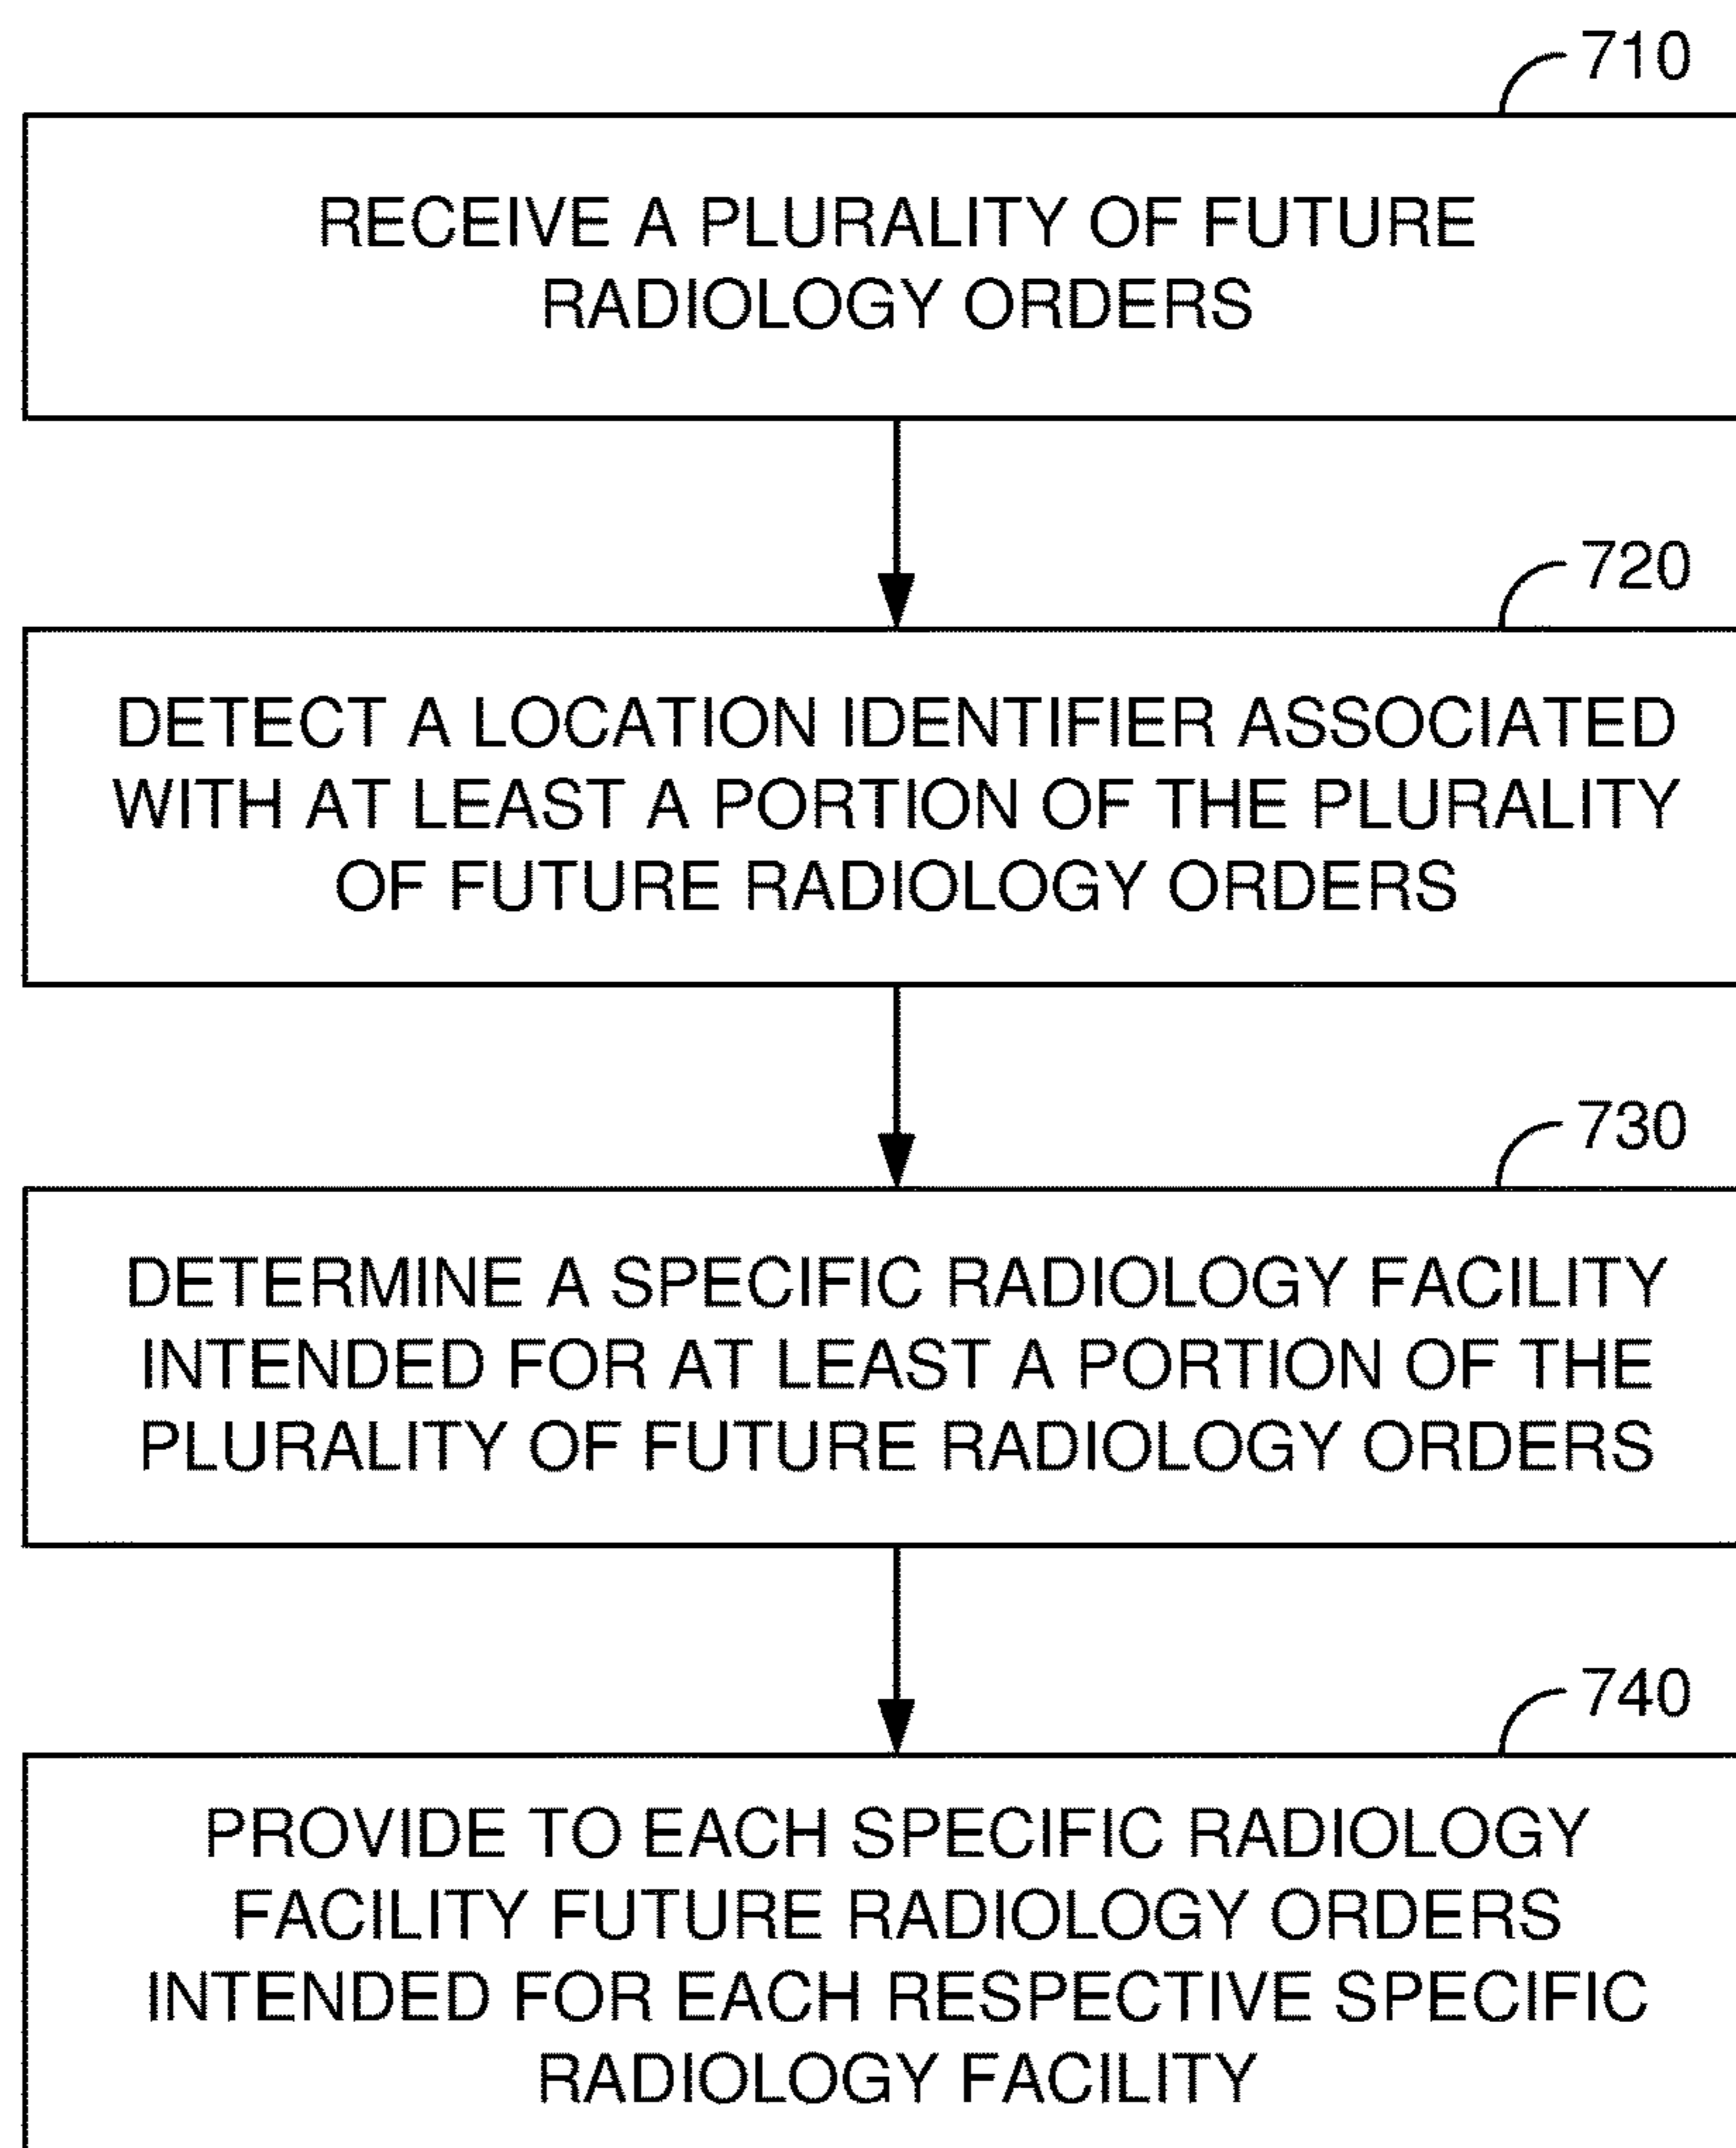 710
RECEIVE A PLURALITY OF FUTURE
RADIOLOGY ORDERS
720
DETECT A LOCATION IDENTIFIER ASSOCIATED
WITH AT LEAST A PORTION OF THE PLURALITY
OF FUTURE RADIOLOGY ORDERS
730
DETERMINE A SPECIFIC RADIOLOGY FACILITY
INTENDED FOR AT LEAST A PORTION OF THE
PLURALITY OF FUTURE RADIOLOGY ORDERS
740
PROVIDE TO EACH SPECIFIC RADIOLOGY
FACILITY FUTURE RADIOLOGY ORDERS
INTENDED FOR EACH RESPECTIVE SPECIFIC
RADIOLOGY FACILITY